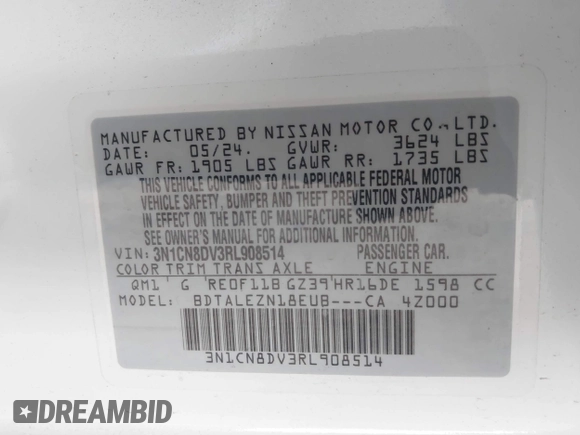 MANUFACTURED BY NISSAN MOTOR CO., LTD.
DATE: 05/24. GVWR: 3624 LBS
GAWR FR: 1905 LBS GAWR RR: 1735 LBS
THIS VEHICLE CONFORMS TO ALL APPLICABLE FEDERAL MOTOR
VEHICLE SAFETY, BUMPER AND THEFT PREVENTION STANDARDS
IN EFFECT ON THE DATE OF MANUFACTURE SHOWN ABOVE.
SEE OWNER'S MANUAL FOR ADDITIONAL INFORMATION
VIN: 3N1CN8DV3RL908514 PASSENGER CAR.
COLOR TRIM TRANS AXLE ENGINE
QM1 G RE0F11B GZ39 HR16DE 1598 CC
MODEL: BDTALEZN18EUB---CA 4Z000
3N1CN8DV3RL908514
DREAMBID